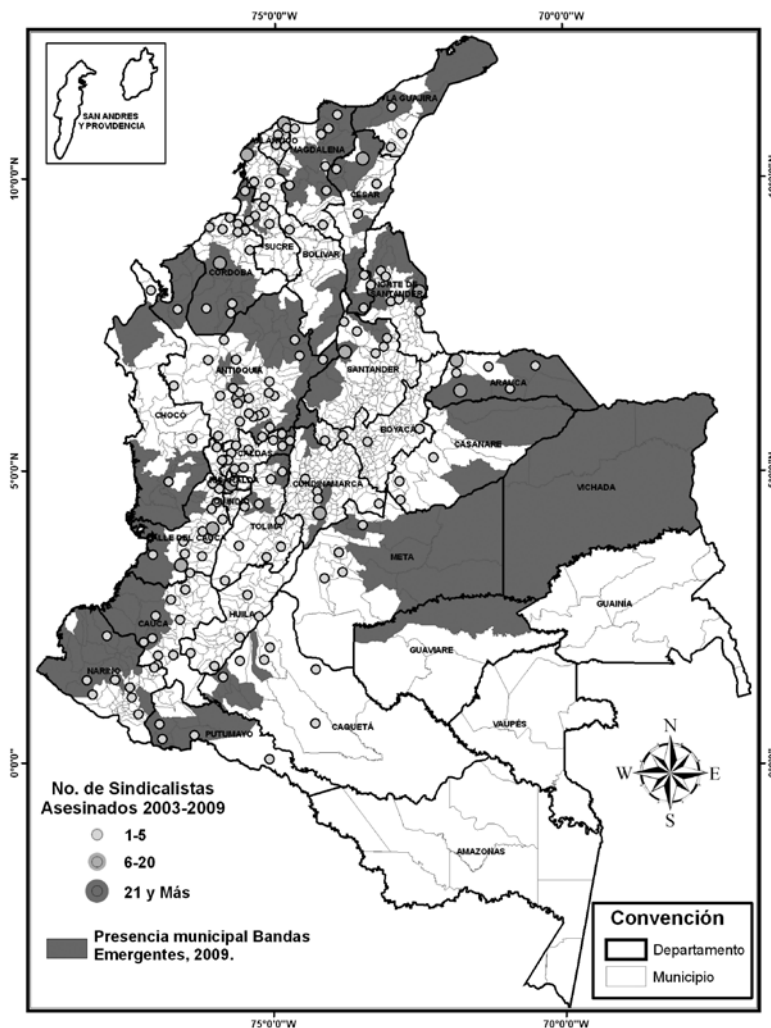 75°0'0"W
70°0'0"W
SAN ANDRES
Y PROVIDENCIA
LA GUAJIRA
MAGDALENA
10°0'0"N
CESAR
SUCRE
BOLIVAR
CORDOBA
NORTE DE
SANTANDER
ANTIOQUIA
SANTANDER
ARAUCA
CHOCO
BOYACA
CASANARE
CALDAS
5°0'0"N
CUNDINAMARCA
VICHADA
TOLIMA
VALLE DEL CAUCA
META
GUAINÍA
CAUCA
HUILA
GUAVIARE
NARIÑO
VAUPÉS
CAQUETÁ
PUTUMAYO
0°0'0"
N
W
E
S
AMAZONAS
No. de Sindicalistas
Asesinados 2003-2009
1-5
6-20
21 y Más
Presencia municipal Bandas
Emergentes, 2009.
Convención
Departamento
Municipio
75°0'0"W
70°0'0"W